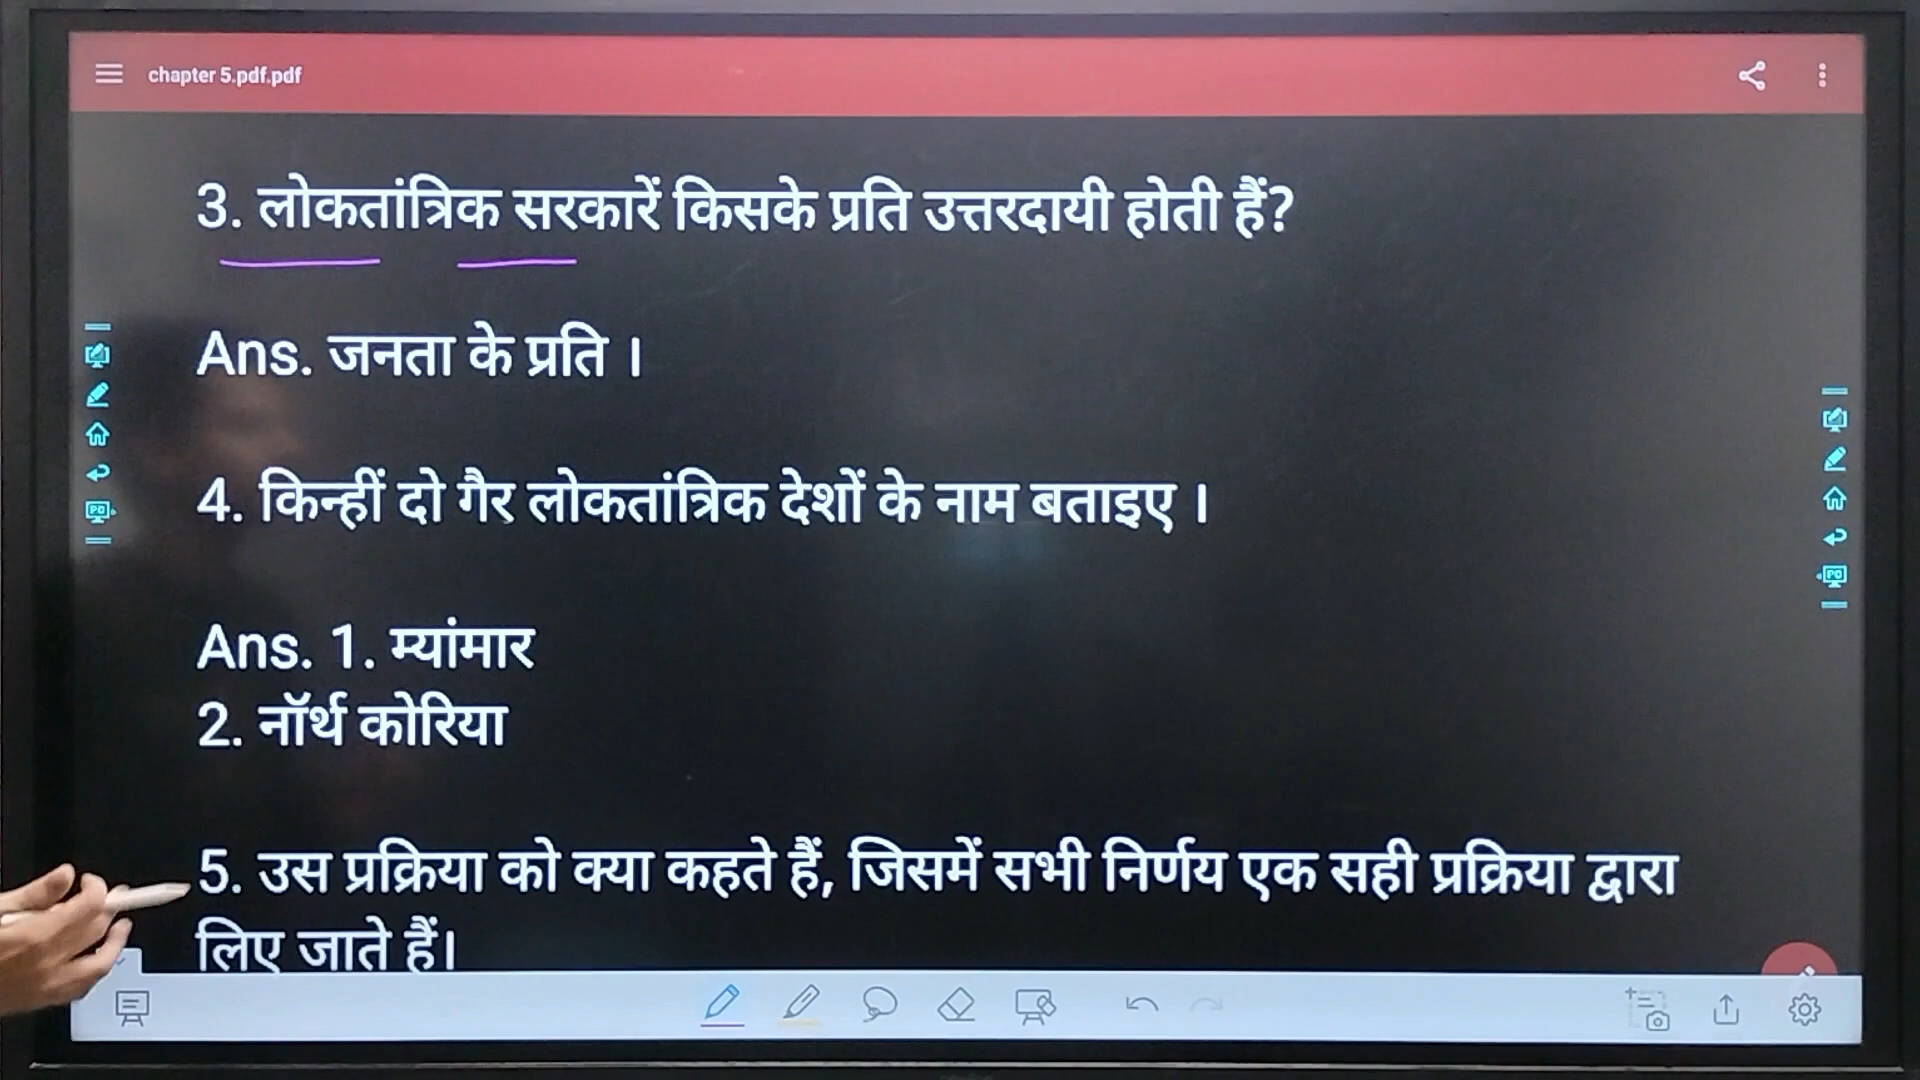 chapter 5.pdf.pdf
3. लोकतांत्रिक सरकारें किसके प्रति उत्तरदायी होती हैं?
Ans. जनता के प्रति ।
4. किन्हीं दो गैर लोकतांत्रिक देशों के नाम बताइए ।
Ans. 1. म्यांमार
2. नॉर्थ कोरिया
5. उस प्रक्रिया को क्या कहते हैं, जिसमें सभी निर्णय एक सही प्रक्रिया द्वारा
लिए जाते हैं।